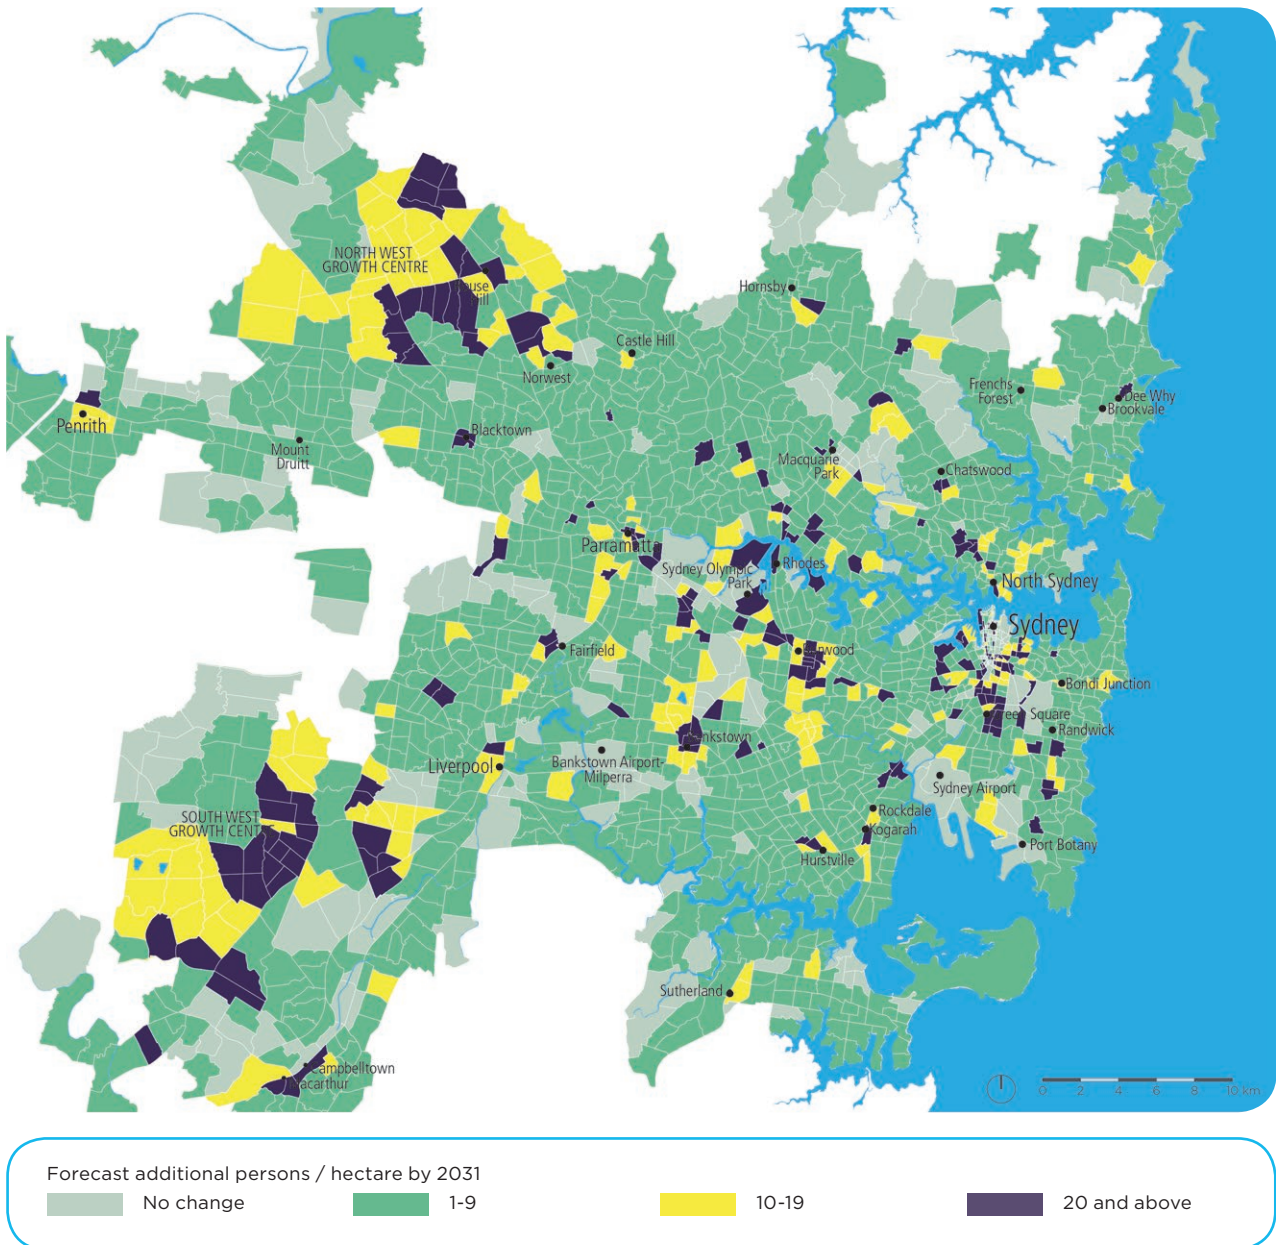 NORTH WEST
GROWTH CENTRE
Hornsby
Castle Hill
Norwest
Frenchs
Forest
Dee Why
Brookvale
Penrith
Blacktown
Mount
Druitt
Macquarie
Park
Chatswood
Parramatta
Sydney Olympic
Park
Rhodes
North Sydney
Sydney
Fairfield
Bondi Junction
Randwick
Liverpool
Bankstown Airport-
Milperra
Sydney Airport
SOUTH WEST
GROWTH CENTRE
Rockdale
Kogarah
Hurstville
Port Botany
Sutherland
Campbelltown
Macarthur
Hill
Square
0 2 4 6 8 10 km
Forecast additional persons / hectare by 2031
No change
1-9
10-19
20 and above